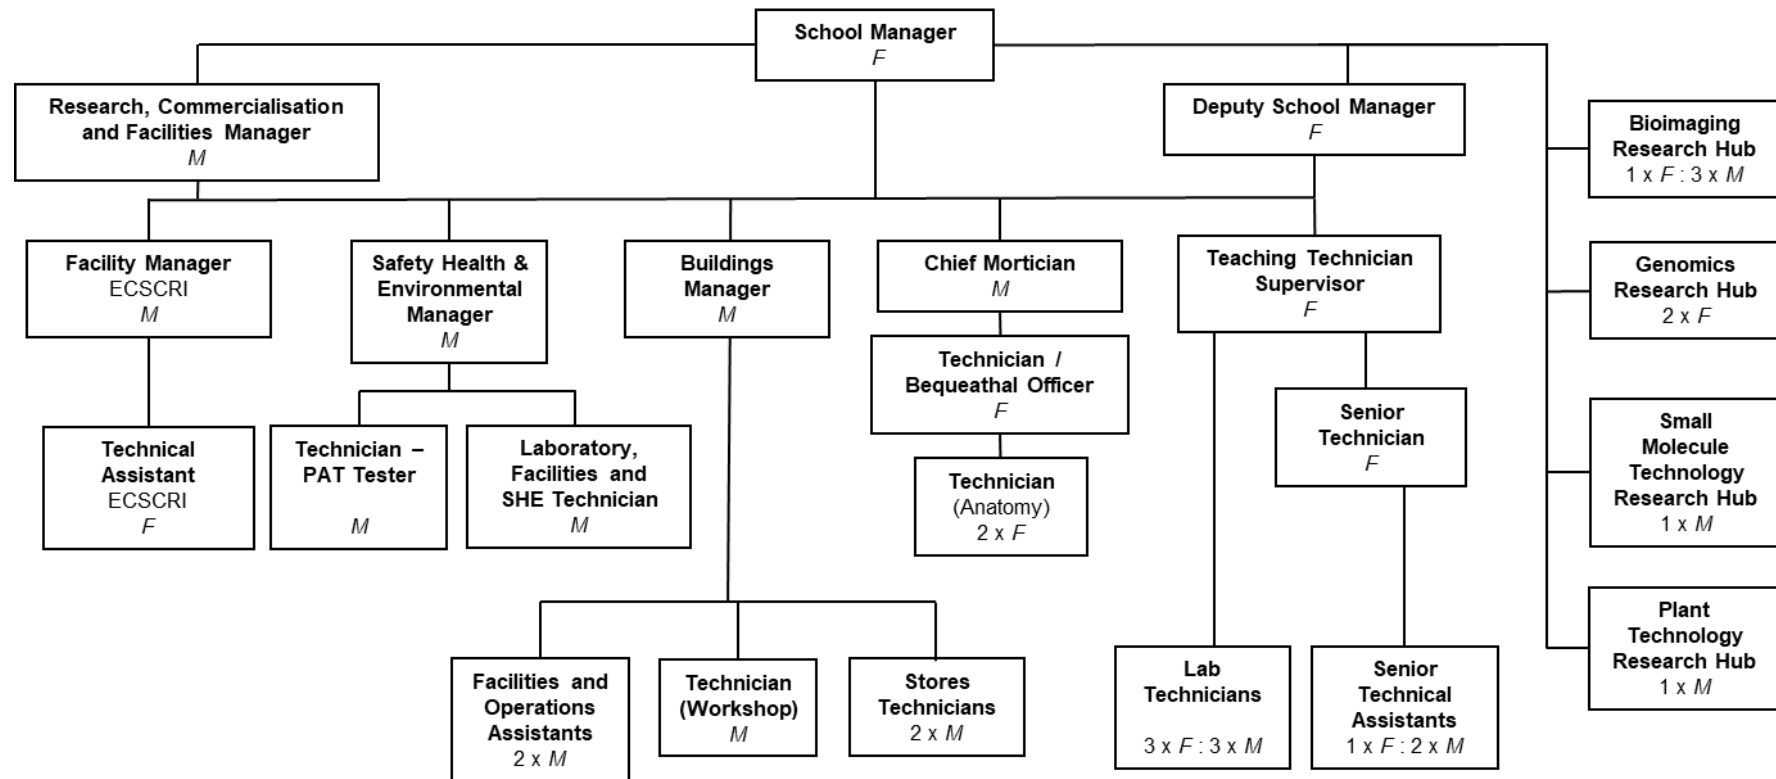 School Manager
F
Research, Commercialisation
and Facilities Manager
M
Deputy School Manager
F
Bioimaging
Research Hub
1 x F : 3 x M
Facility Manager
ECSCRI
M
Safety Health &
Environmental
Manager
M
Buildings
Manager
M
Chief Mortician
M
Teaching Technician
Supervisor
F
Genomics
Research Hub
2 x F
Technician /
Bequeathal Officer
F
Senior
Technician
F
Small
Molecule
Technology
Research Hub
1 x M
Technical
Assistant
ECSCRI
F
Technician –
PAT Tester
M
Laboratory,
Facilities and
SHE Technician
M
Technician
(Anatomy)
2 x F
Plant
Technology
Research Hub
1 x M
Facilities and
Operations
Assistants
2 x M
Technician
(Workshop)
M
Stores
Technicians
2 x M
Lab
Technicians
3 x F : 3 x M
Senior
Technical
Assistants
1 x F : 2 x M